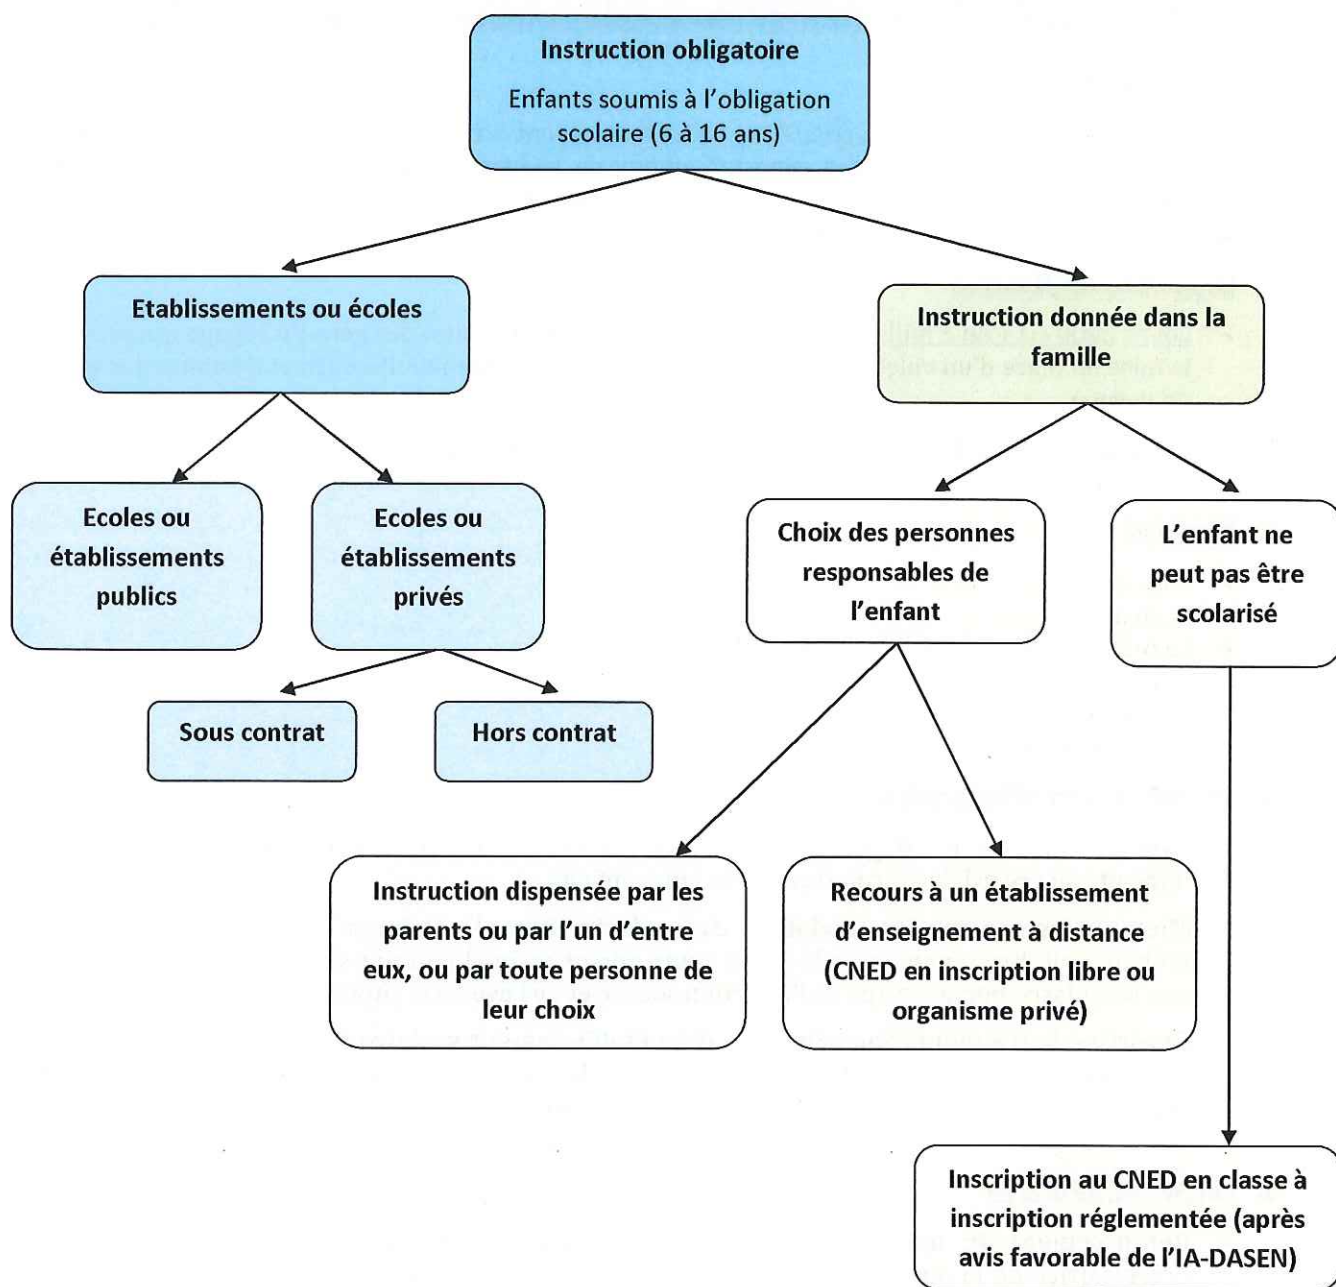 Instruction obligatoire
Enfants soumis à l'obligation
scolaire (6 à 16 ans)
Etablissements ou écoles
Instruction donnée dans la
famille
Ecoles ou
établissements
publics
Ecoles ou
établissements
privés
Choix des personnes
responsables de
l'enfant
L'enfant ne
peut pas être
scolarisé
Sous contrat
Hors contrat
Instruction dispensée par les
parents ou par l'un d'entre
eux, ou par toute personne de
leur choix
Recours à un établissement
d'enseignement à distance
(CNED en inscription libre ou
organisme privé)
Inscription au CNED en classe à
inscription réglementée (après
avis favorable de l'IA-DASEN)